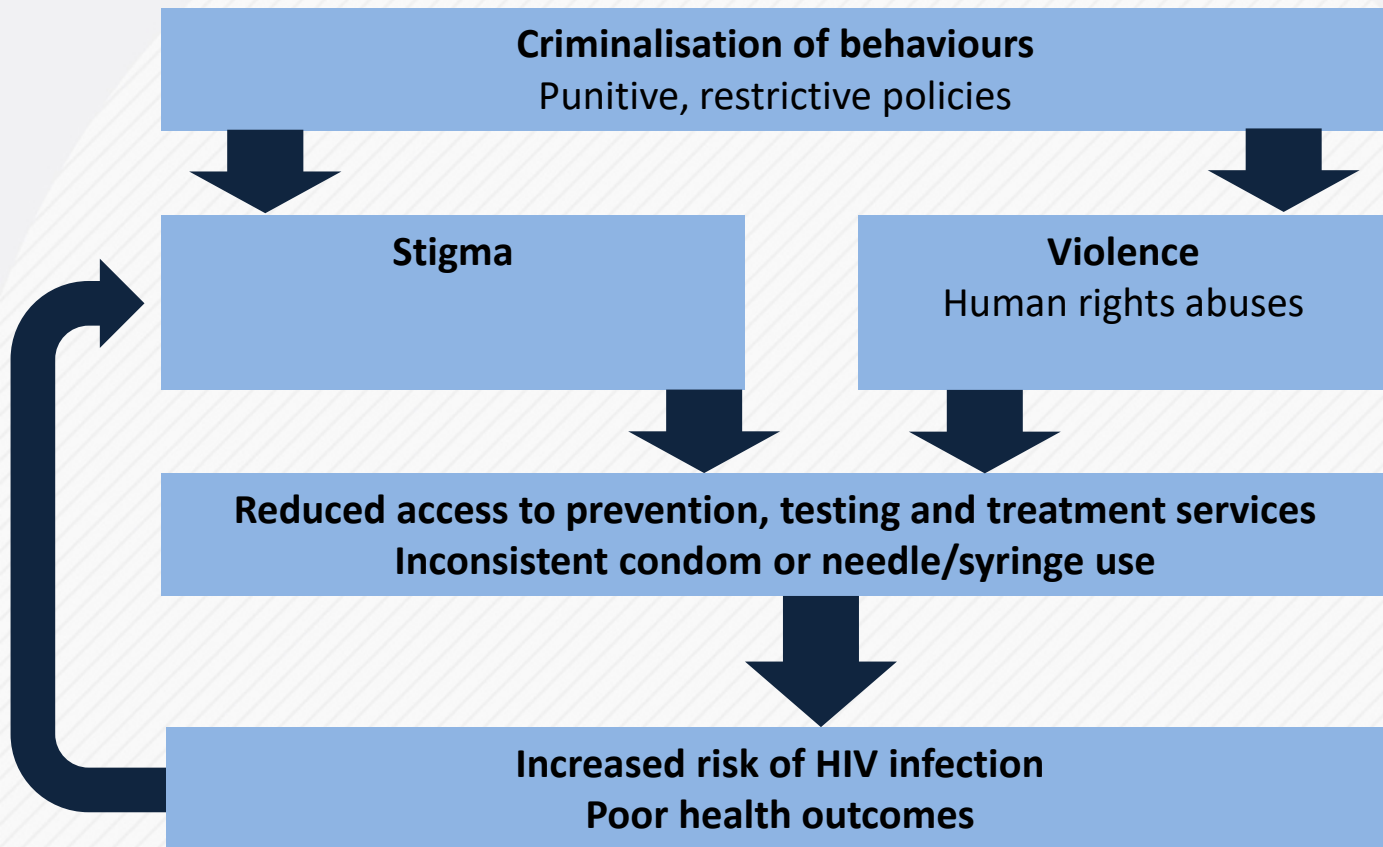 Criminalisation of behaviours
Punitive, restrictive policies
Stigma
Violence
Human rights abuses
Reduced access to prevention, testing and treatment services
Inconsistent condom or needle/syringe use
Increased risk of HIV infection
Poor health outcomes